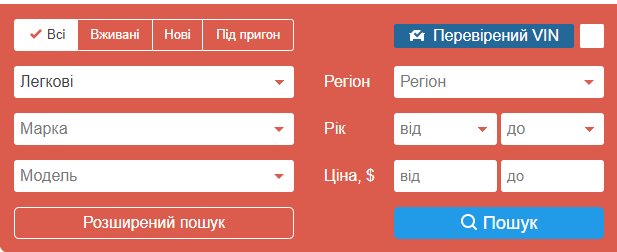 Всі Вживані Нові Під пригон Перевірений VIN
Легкові Регіон Регіон
Марка Рік від до
Модель Ціна, $ від до
Розширений пошук Пошук